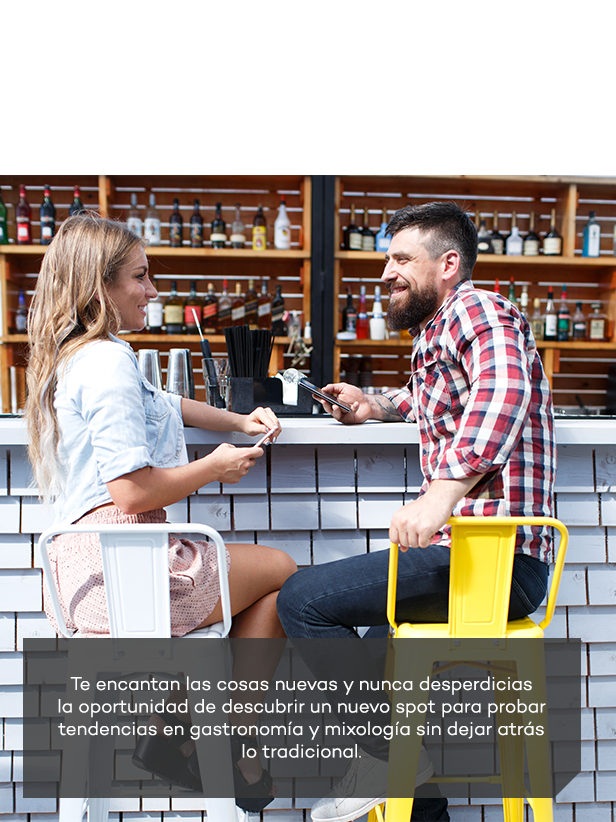 Te encantan las cosas nuevas y nunca desperdicias
la oportunidad de descubrir un nuevo spot para probar
tendencias en gastronomía y mixología sin dejar atrás
lo tradicional.